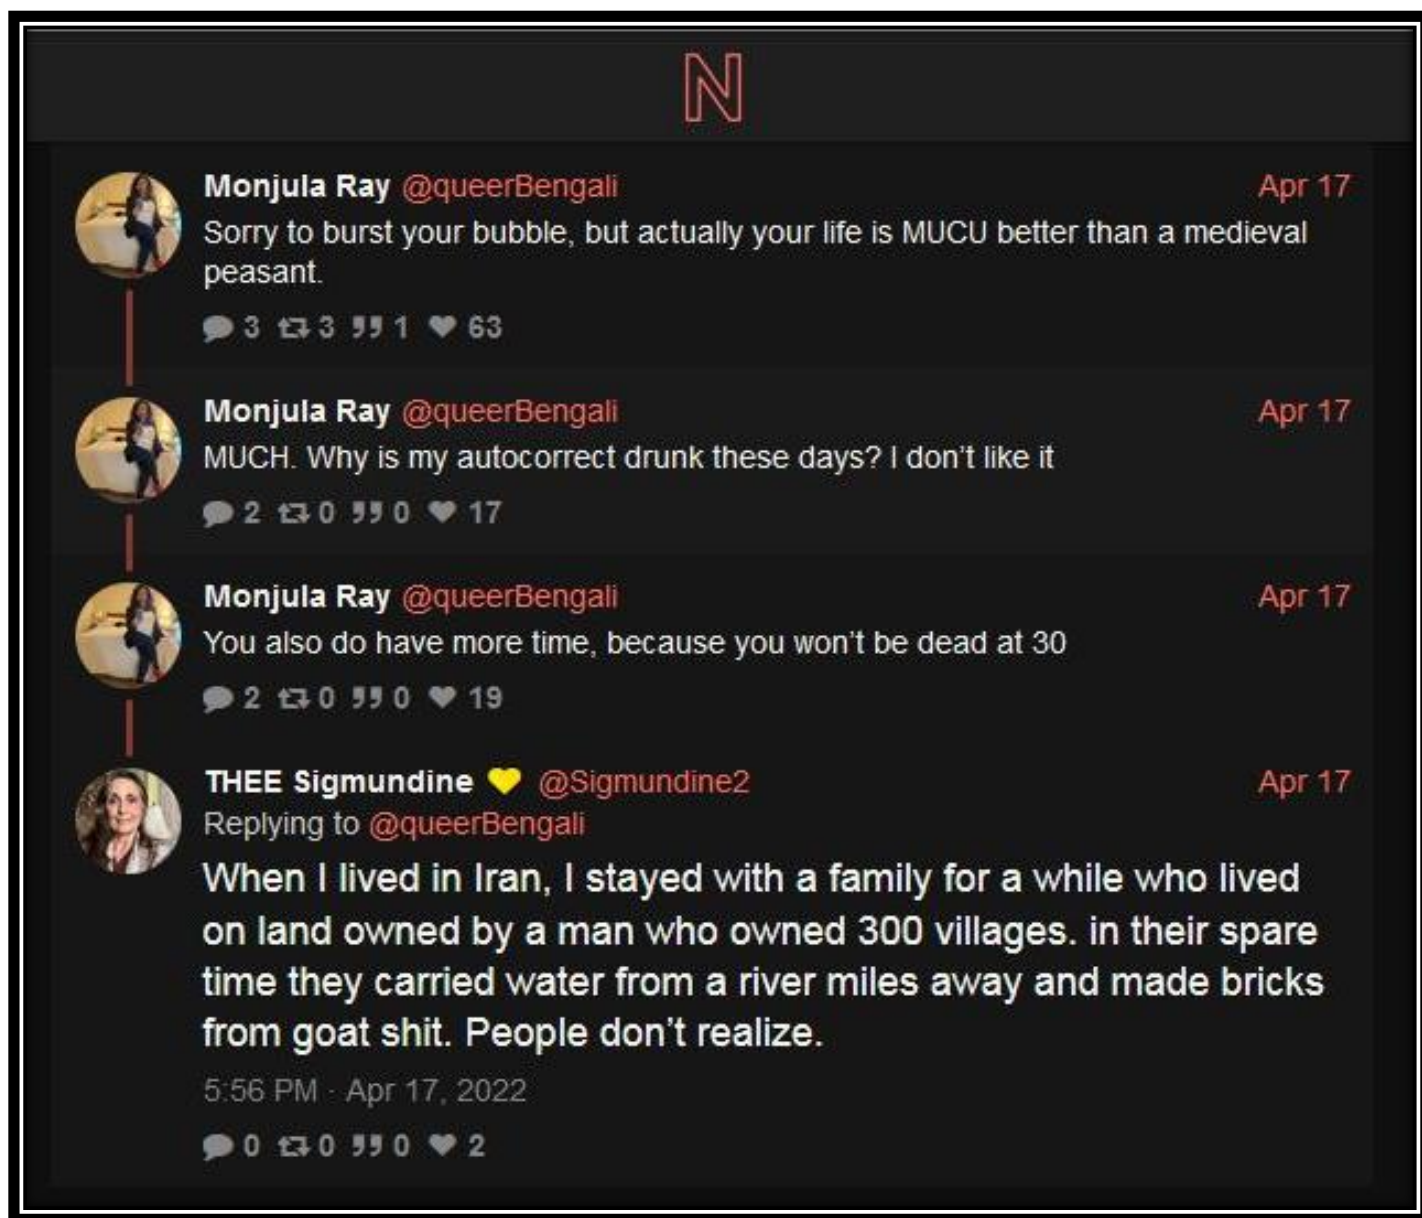 N
Monjula Ray @queerBengali Apr 17
Sorry to burst your bubble, but actually your life is MUCU better than a medieval
peasant.
3 3 1 63
Monjula Ray @queerBengali Apr 17
MUCH. Why is my autocorrect drunk these days? I don't like it
2 0 0 17
Monjula Ray @queerBengali Apr 17
You also do have more time, because you won't be dead at 30
2 0 0 19
THEE Sigmundine 💛 @Sigmundine2 Apr 17
Replying to @queerBengali
When I lived in Iran, I stayed with a family for a while who lived
on land owned by a man who owned 300 villages. in their spare
time they carried water from a river miles away and made bricks
from goat shit. People don't realize.
5:56 PM · Apr 17, 2022
0 0 0 2